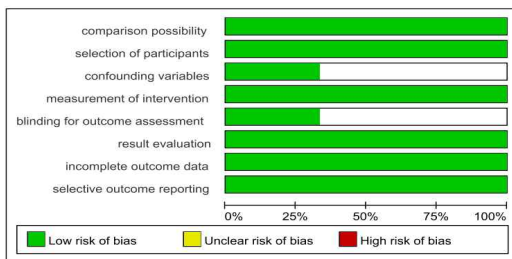 comparison possibility
selection of participants
confounding variables
measurement of intervention
blinding for outcome assessment
result evaluation
incomplete outcome data
selective outcome reporting
0% 25% 50% 75% 100%
Low risk of bias Unclear risk of bias High risk of bias